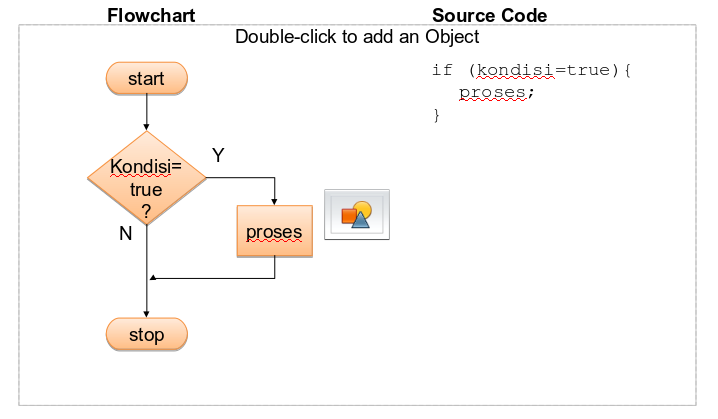 Flowchart
Source Code
Double-click to add an Object
start
Kondisi=
true
?
Y
N
proses
stop
if (kondisi=true){
proses;
}